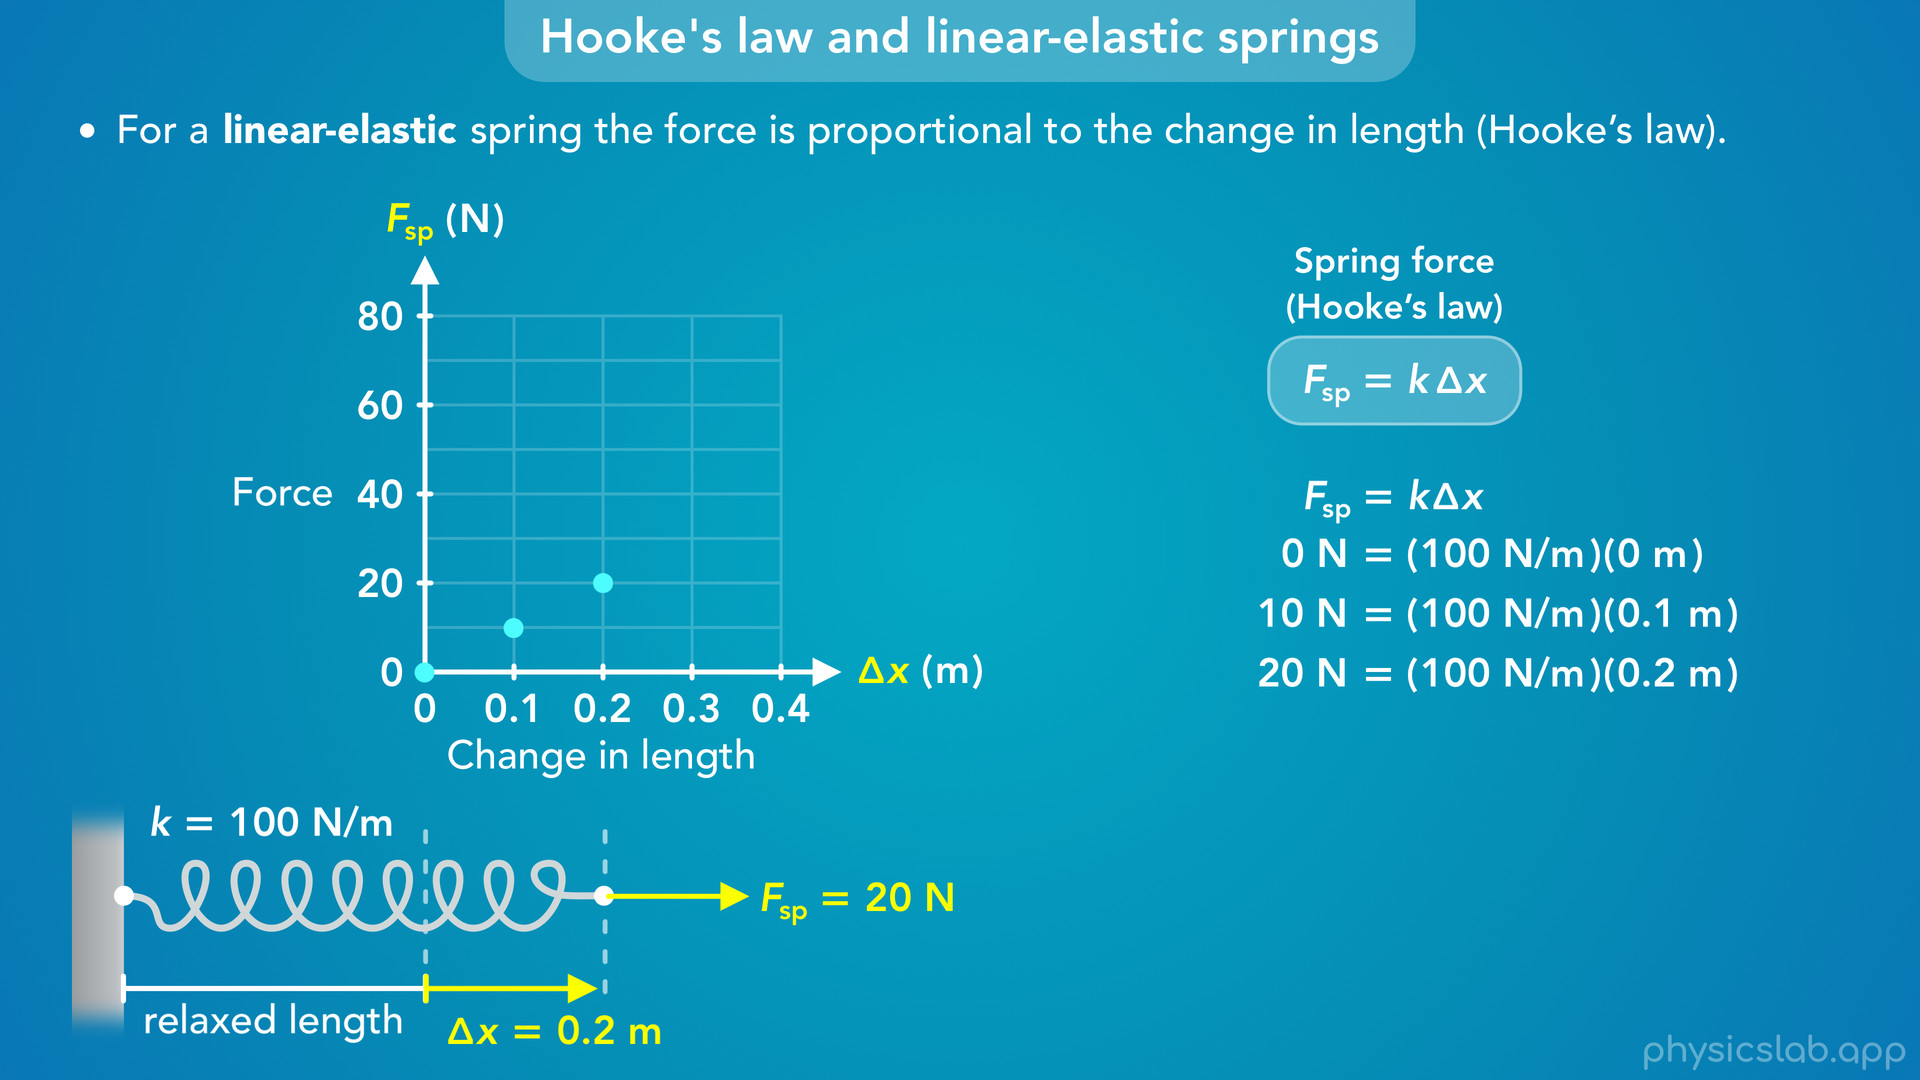 Hooke's law and linear-elastic springs
• For a linear-elastic spring the force is proportional to the change in length (Hooke’s law).
Fsp (N)
80
60
Force 40
20
0
0 0.1 0.2 0.3 0.4
Δx (m)
Change in length
Spring force
(Hooke’s law)
Fsp = k Δx
Fsp = kΔx
0 N = (100 N/m)(0 m)
10 N = (100 N/m)(0.1 m)
20 N = (100 N/m)(0.2 m)
k = 100 N/m
Fsp = 20 N
relaxed length
Δx = 0.2 m
physicslab.app